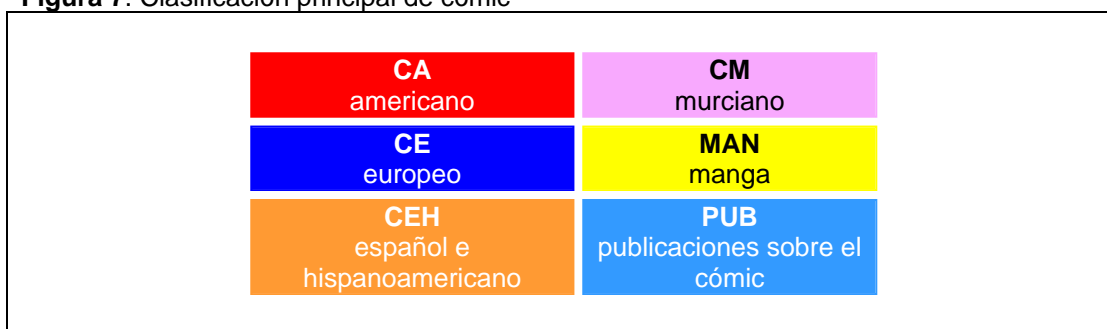 Figura 7. Clasificación principal de cómic
CA
americano
CM
murciano
CE
europeo
MAN
manga
CEH
español e
hispanoamericano
PUB
publicaciones sobre el
cómic